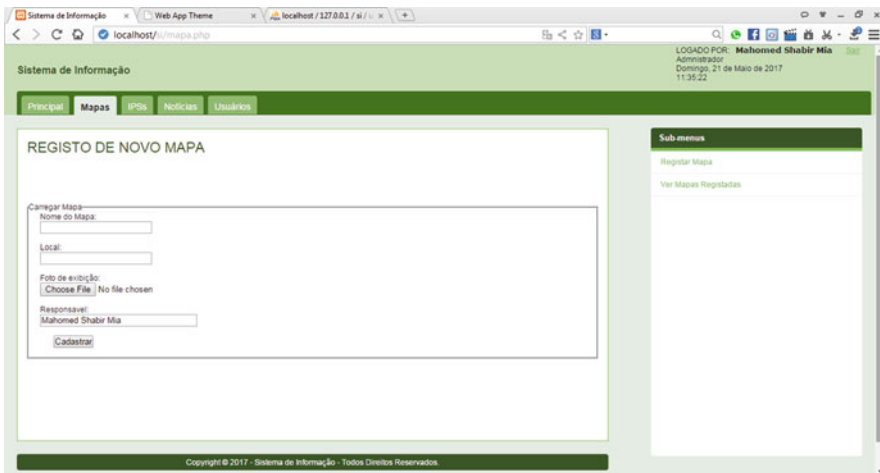 Sistema de Informação
Web App Theme
localhost / 127.0.0.1 / si /
localhost/si/mapa.php
Sistema de Informação
LOGADO POR: Mahomed Shabir Mia Sair
Admnistrador
Domingo, 21 de Maio de 2017
11:35:22
Principal Mapas IPSs Notícias Usuários
REGISTO DE NOVO MAPA
Carregar Mapa
Nome do Mapa:
Local:
Foto de exibição:
Choose File No file chosen
Responsavel:
Mahomed Shabir Mia
Cadastrar
Sub-menus
Registar Mapa
Ver Mapas Registadas
Copyright © 2017 - Sistema de Informação - Todos Direitos Reservados.